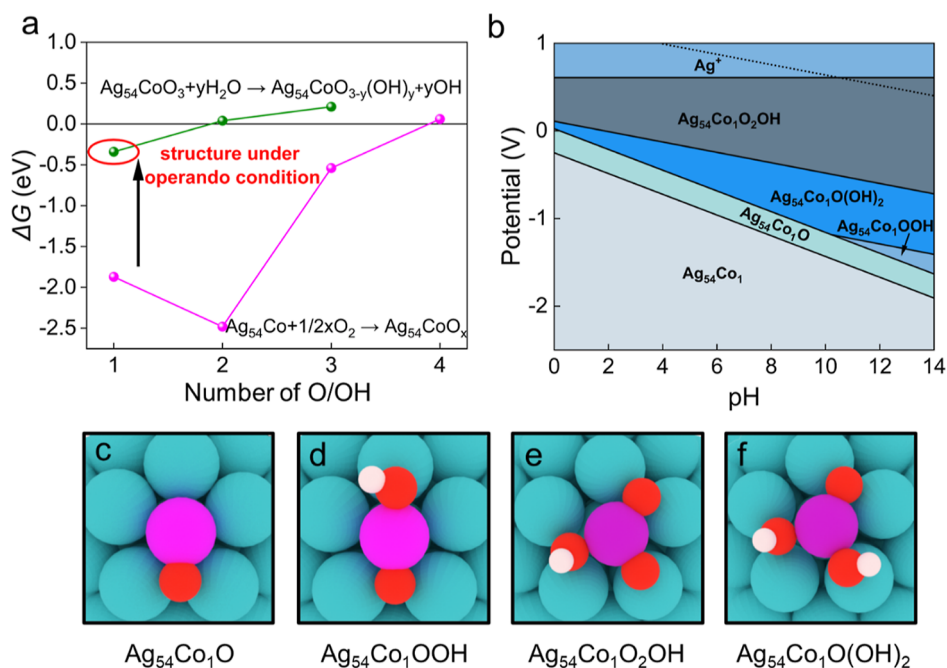 a
1.0
0.5
0.0
-0.5
-1.0
-1.5
-2.0
-2.5
ΔG (eV)
Ag₅₄CoO₃+yH₂O → Ag₅₄CoO₃₋ᵧ(OH)ᵧ+yOH
structure under
operando condition
Ag₅₄Co+1/2xO₂ → Ag₅₄CoOₓ
1 2 3 4
Number of O/OH
b
1
0
-1
-2
Potential (V)
Ag⁺
Ag₅₄Co₁O₂OH
Ag₅₄Co₁O(OH)₂
Ag₅₄Co₁OOH
Ag₅₄Co₁O
Ag₅₄Co₁
0 2 4 6 8 10 12 14
pH
c d e f
Ag₅₄Co₁O Ag₅₄Co₁OOH Ag₅₄Co₁O₂OH Ag₅₄Co₁O(OH)₂